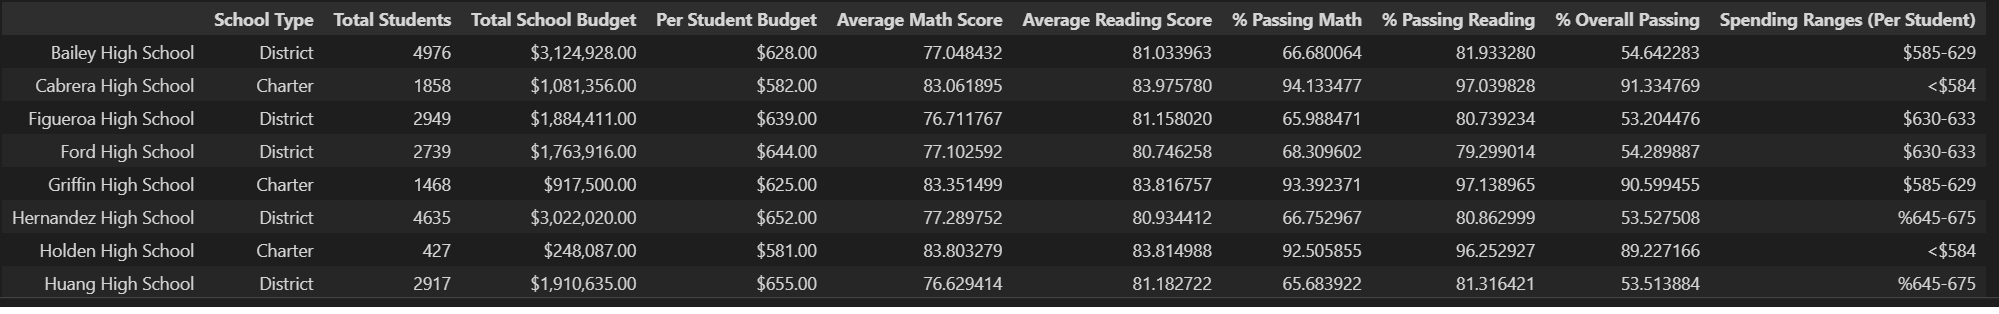 School Type Total Students Total School Budget Per Student Budget Average Math Score Average Reading Score % Passing Math % Passing Reading % Overall Passing Spending Ranges (Per Student)
Bailey High School District 4976 $3,124,928.00 $628.00 77.048432 81.033963 66.680064 81.933280 54.642283 $585-629
Cabrera High School Charter 1858 $1,081,356.00 $582.00 83.061895 83.975780 94.133477 97.039828 91.334769 <$584
Figueroa High School District 2949 $1,884,411.00 $639.00 76.711767 81.158020 65.988471 80.739234 53.204476 $630-633
Ford High School District 2739 $1,763,916.00 $644.00 77.102592 80.746258 68.309602 79.299014 54.289887 $630-633
Griffin High School Charter 1468 $917,500.00 $625.00 83.351499 83.816757 93.392371 97.138965 90.599455 $585-629
Hernandez High School District 4635 $3,022,020.00 $652.00 77.289752 80.934412 66.752967 80.862999 53.527508 %645-675
Holden High School Charter 427 $248,087.00 $581.00 83.803279 83.814988 92.505855 96.252927 89.227166 <$584
Huang High School District 2917 $1,910,635.00 $655.00 76.629414 81.182722 65.683922 81.316421 53.513884 %645-675